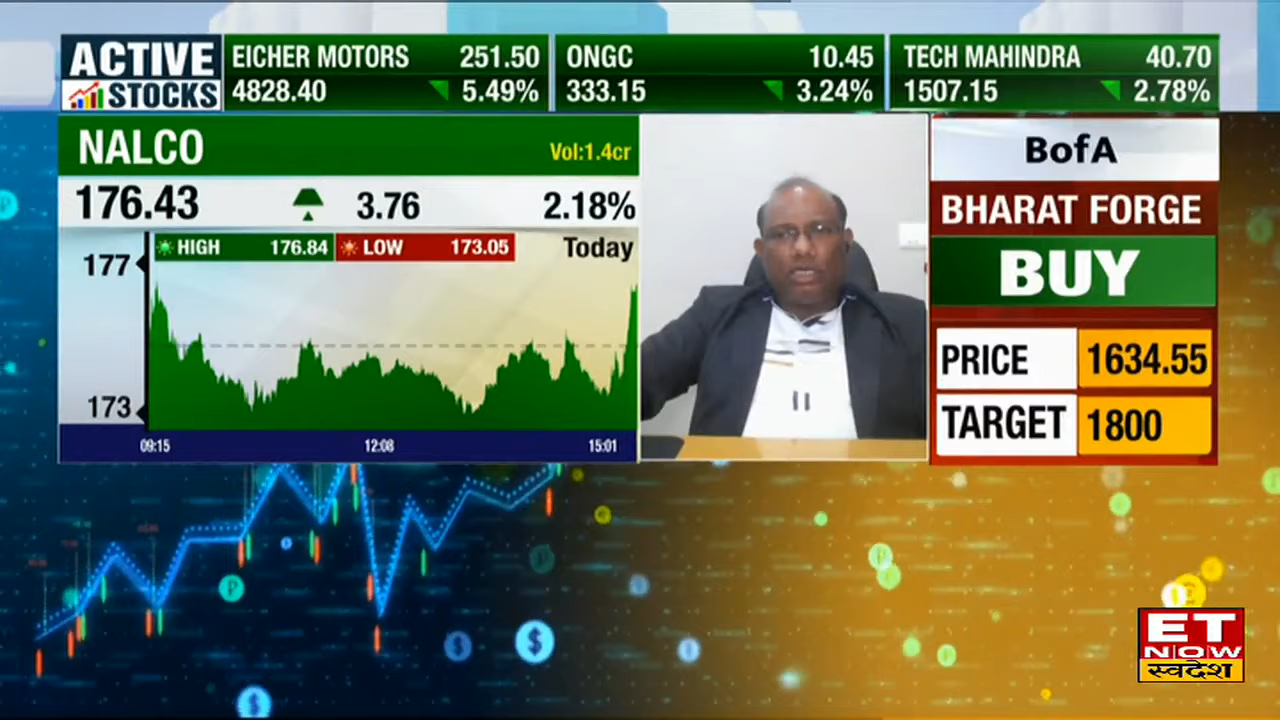 ACTIVE
STOCKS
EICHER MOTORS 251.50
4828.40 5.49%
ONGC 10.45
333.15 3.24%
TECH MAHINDRA 40.70
1507.15 2.78%
NALCO Vol:1.4cr
176.43 3.76 2.18%
HIGH 176.84 LOW 173.05 Today
177
173
09:15 12:08 15:01
BofA
BHARAT FORGE
BUY
PRICE 1634.55
TARGET 1800
ET
NOW
स्वदेश